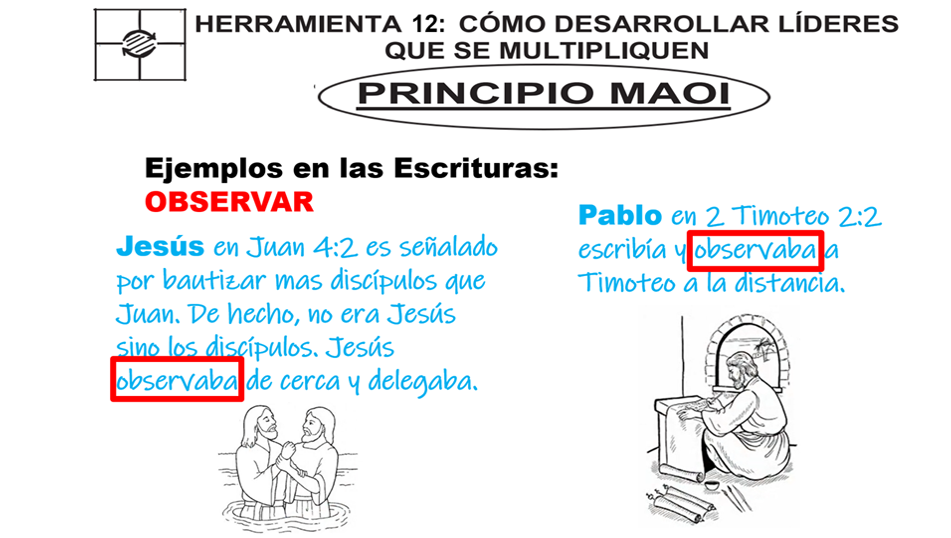 HERRAMIENTA 12: CÓMO DESARROLLAR LÍDERES
QUE SE MULTIPLIQUEN
PRINCIPIO MAOI
Ejemplos en las Escrituras:
OBSERVAR
Jesús en Juan 4:2 es señalado
por bautizar mas discípulos que
Juan. De hecho, no era Jesús
sino los discípulos. Jesús
observaba de cerca y delegaba.
Pablo en 2 Timoteo 2:2
escribía y observaba a
Timoteo a la distancia.